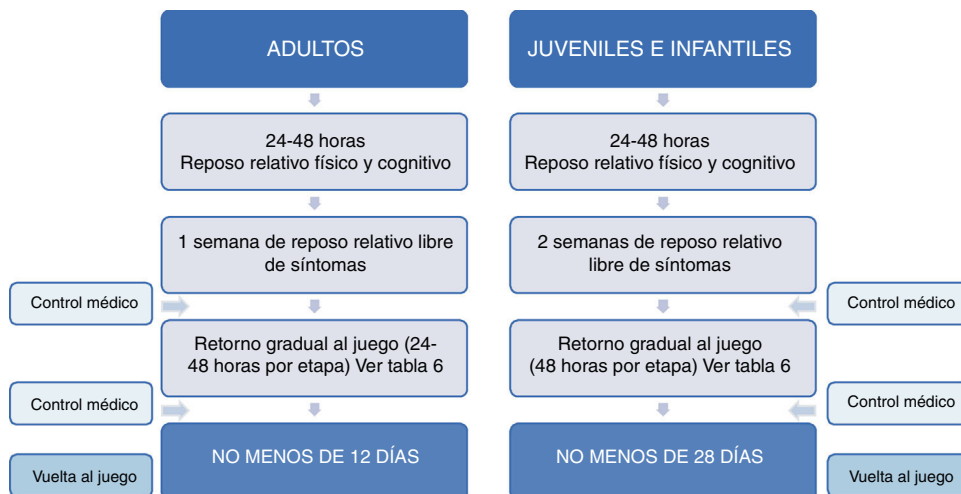 ADULTOS
24-48 horas
Reposo relativo físico y cognitivo
1 semana de reposo relativo libre
de síntomas
Control médico
Retorno gradual al juego (24-
48 horas por etapa) Ver tabla 6
Control médico
NO MENOS DE 12 DÍAS
Vuelta al juego
JUVENILES E INFANTILES
24-48 horas
Reposo relativo físico y cognitivo
2 semanas de reposo relativo
libre de síntomas
Control médico
Retorno gradual al juego
(48 horas por etapa) Ver tabla 6
Control médico
NO MENOS DE 28 DÍAS
Vuelta al juego